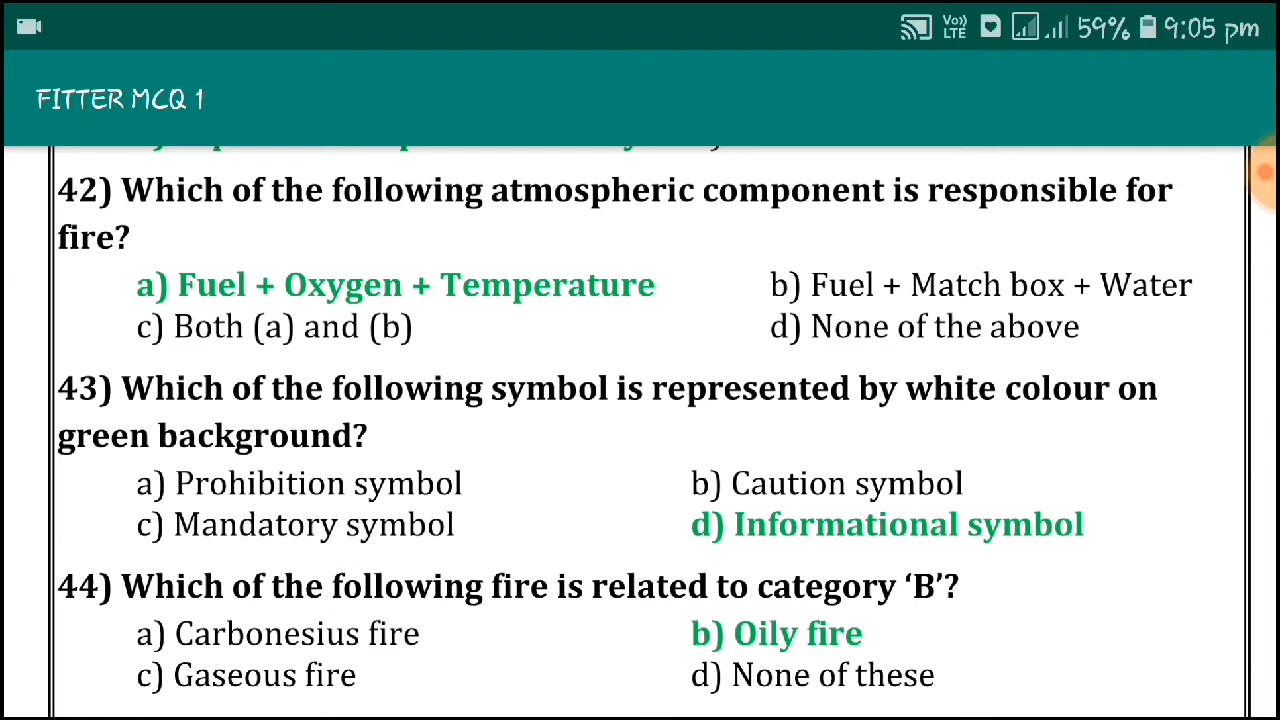 Vo)) LTE 59% 9:05 pm
FITTER MCQ 1
42) Which of the following atmospheric component is responsible for
fire?
a) Fuel + Oxygen + Temperature b) Fuel + Match box + Water
c) Both (a) and (b) d) None of the above
43) Which of the following symbol is represented by white colour on
green background?
a) Prohibition symbol b) Caution symbol
c) Mandatory symbol d) Informational symbol
44) Which of the following fire is related to category ‘B’?
a) Carbonesius fire b) Oily fire
c) Gaseous fire d) None of these